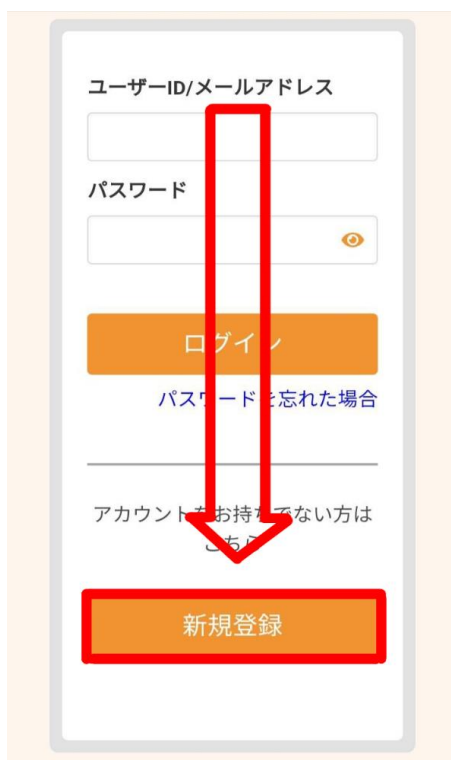 ユーザーID/メールアドレス
パスワード
ログイン
パスワードを忘れた場合
アカウントをお持ちでない方は
こちら
新規登録